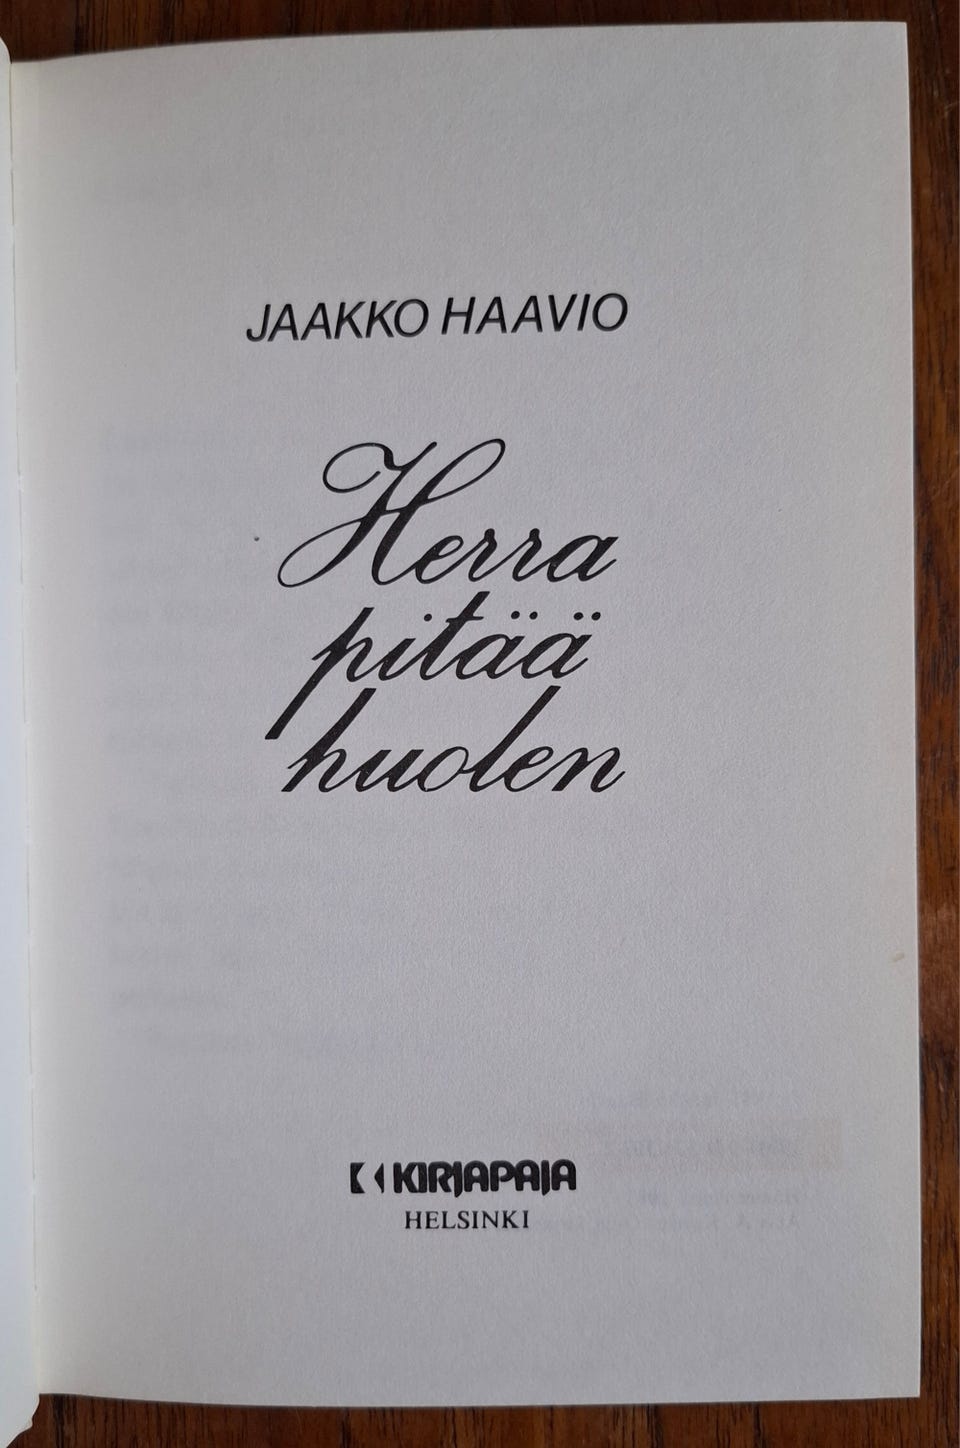 JAAKKO HAAVIO
Herra
pitää
huolen
KIRJAPAJA
HELSINKI